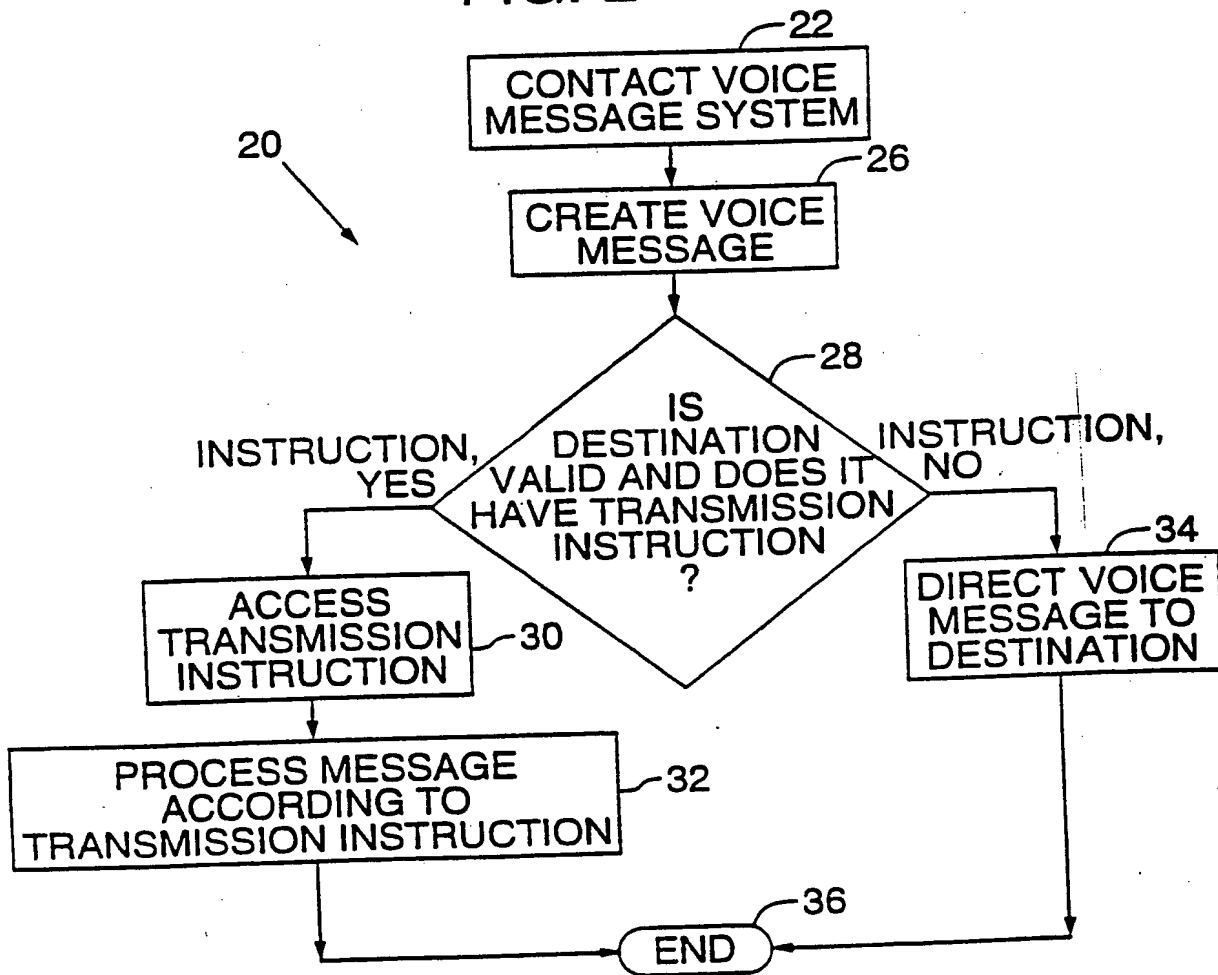 22
CONTACT VOICE
MESSAGE SYSTEM
20
26
CREATE VOICE
MESSAGE
28
IS
DESTINATION
VALID AND DOES IT
HAVE TRANSMISSION
INSTRUCTION
?
INSTRUCTION,
YES
INSTRUCTION,
NO
34
ACCESS
TRANSMISSION
INSTRUCTION
30
DIRECT VOICE
MESSAGE TO
DESTINATION
PROCESS MESSAGE
ACCORDING TO
TRANSMISSION INSTRUCTION
32
36
END